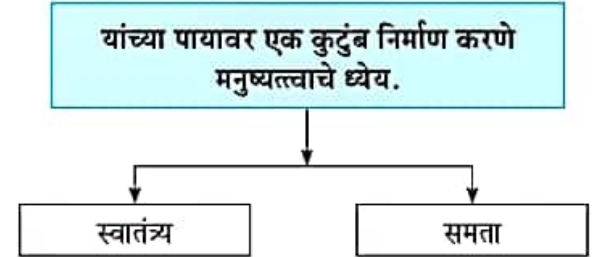 यांच्या पायावर एक कुटुंब निर्माण करणे
मनुष्यत्त्वाचे ध्येय.
स्वातंत्र्य
समता